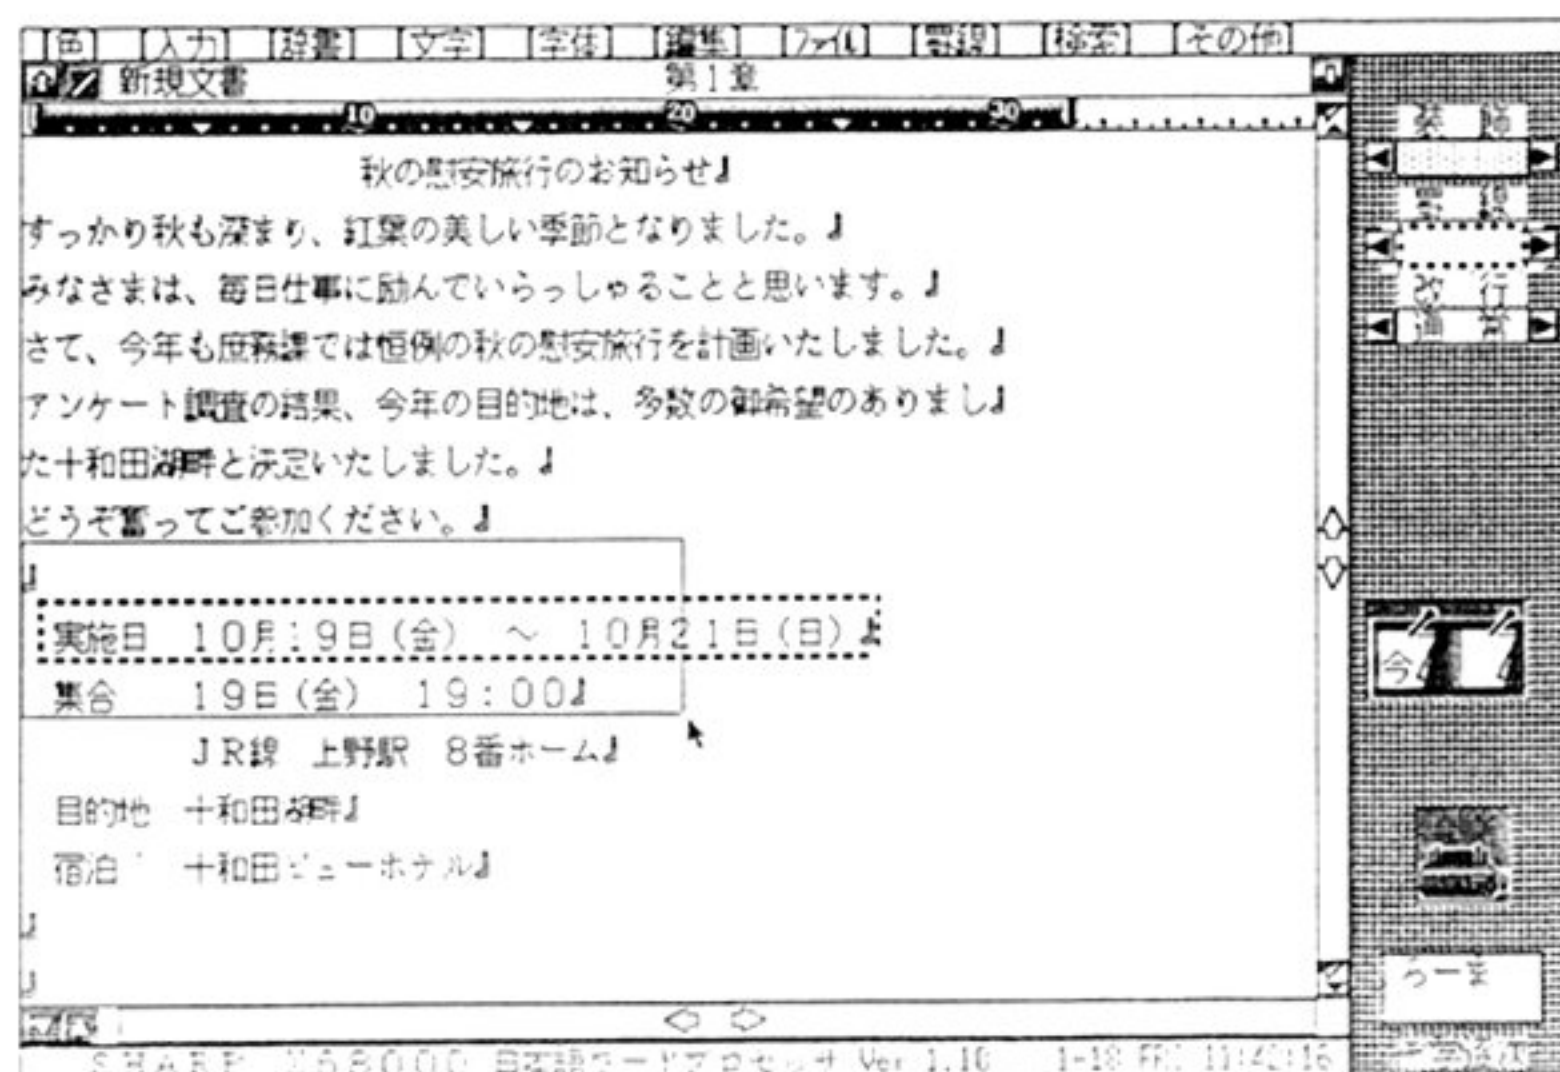 色 入力 辞書 文字 字体 編集 ファイル 罫線 検索 その他
新規文書 第1章
10 20 30
秋の慰安旅行のお知らせ
すっかり秋も深まり、紅葉の美しい季節となりました。
みなさまは、毎日仕事に励んでいらっしゃることと思います。
さて、今年も庶務課では恒例の秋の慰安旅行を計画いたしました。
アンケート調査の結果、今年の目的地は、多数の御希望のありまし
た十和田湖畔と決定いたしました。
どうぞ奮ってご参加ください。
実施日 10月19日(金) ~ 10月21日(日)
集合 19日(金) 19:00
JR線 上野駅 8番ホーム
目的地 十和田湖畔
宿泊 十和田ビューホテル
SHARP X68000 日本語ワードプロセッサ Ver 1.10 1-18 FRI 11:42:16
罫線
改行
今
ろーま